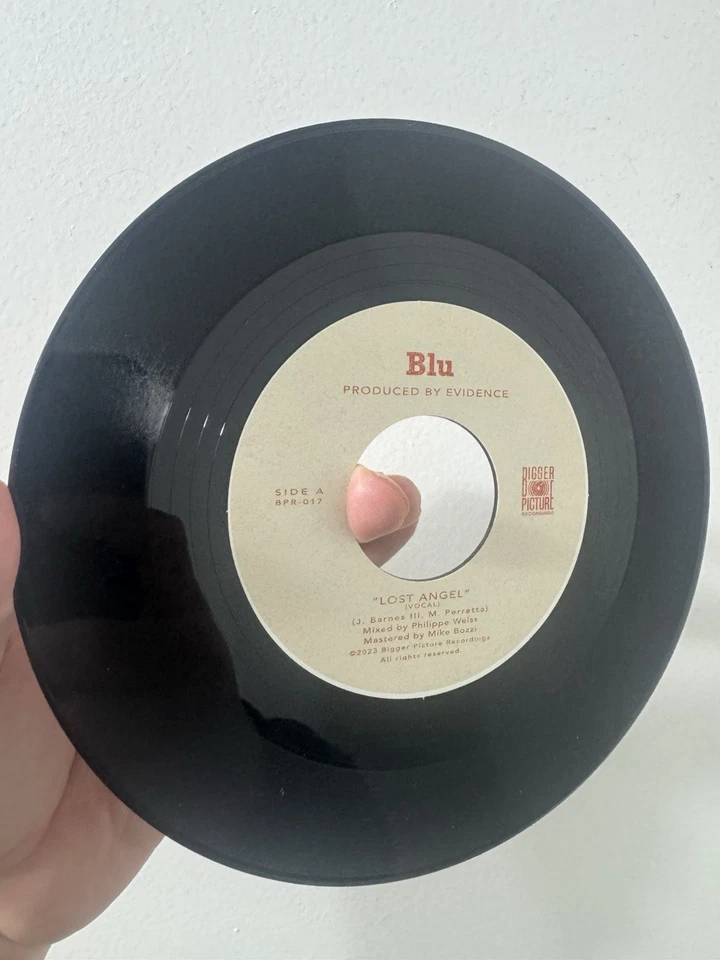 Blu
PRODUCED BY EVIDENCE
SIDE A
BPR-017
BIGGER
PICTURE
RECORDINGS
"LOST ANGEL"
(VOCAL)
(J. Barnes III, M. Perretta)
Mixed by Philippe Weiss
Mastered by Mike Bozzi
©2023 Bigger Picture Recordings
All rights reserved.